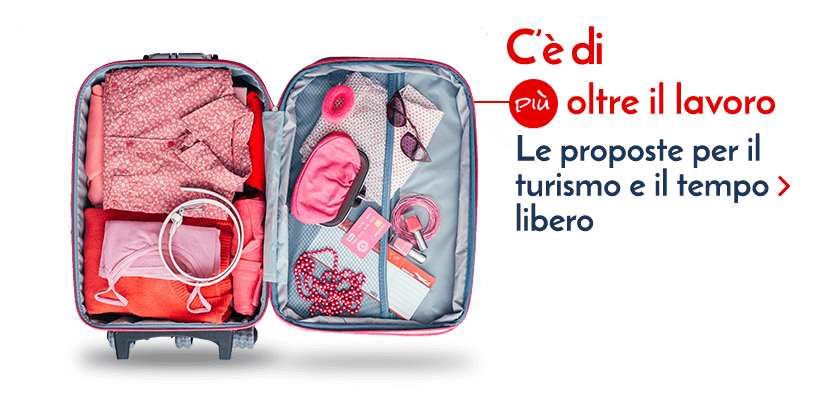 C'è di
più oltre il lavoro
Le proposte per il
turismo e il tempo >
libero